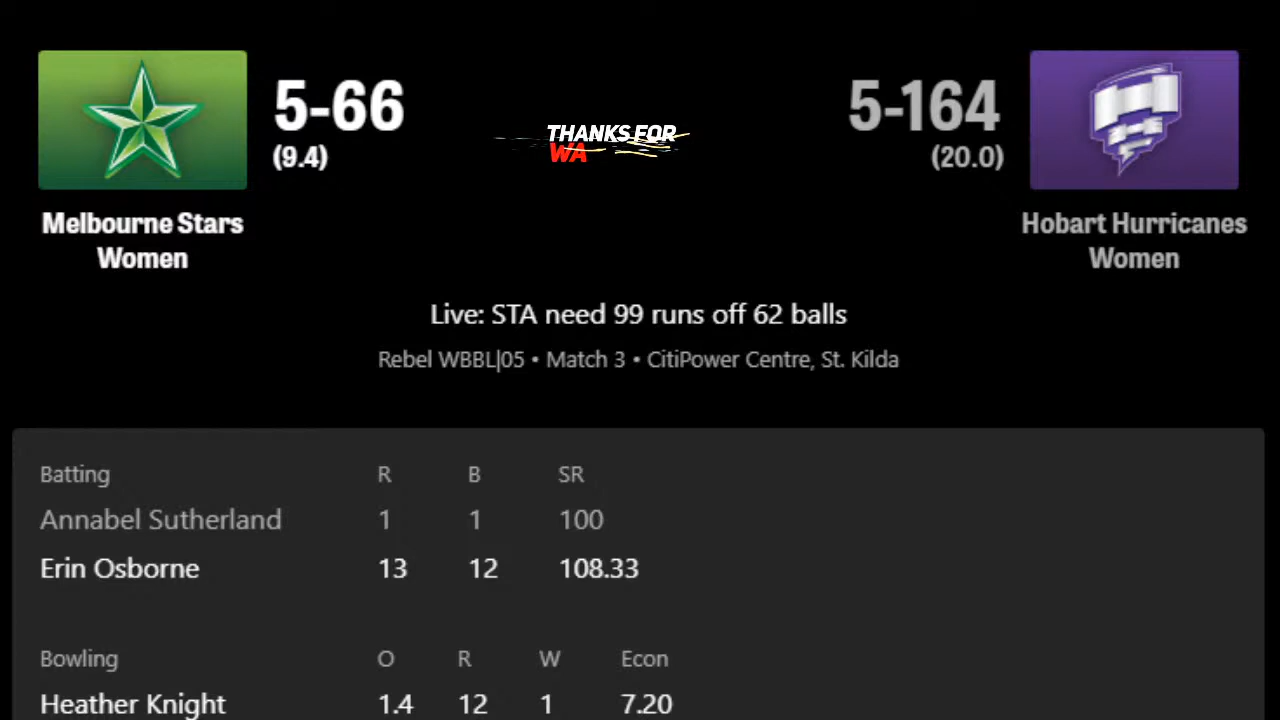 5-66
(9.4)
THANKS FOR
WA
5-164
(20.0)
Melbourne Stars
Women
Hobart Hurricanes
Women
Live: STA need 99 runs off 62 balls
Rebel WBBL|05 • Match 3 • CitiPower Centre, St. Kilda
Batting R B SR
Annabel Sutherland 1 1 100
Erin Osborne 13 12 108.33
Bowling O R W Econ
Heather Knight 1.4 12 1 7.20